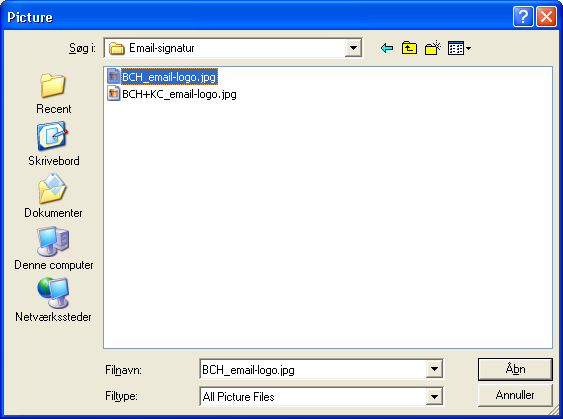 Picture
Søg i:
Email-signatur
BCH_email-logo.jpg
BCH+KC_email-logo.jpg
Recent
Skrivebord
Dokumenter
Denne computer
Netværkssteder
Filnavn:
BCH_email-logo.jpg
Åbn
Filtype:
All Picture Files
Annuller